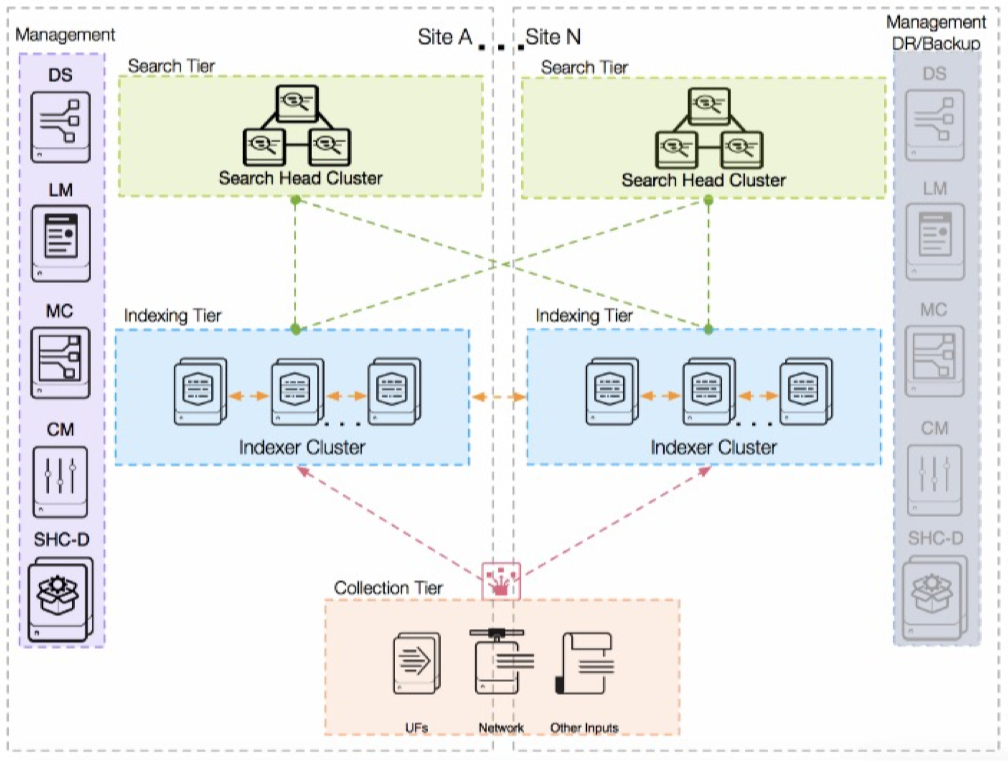 Management
Site A
Site N
Management
DR/Backup
DS
LM
MC
CM
SHC-D
Search Tier
Search Head Cluster
Search Tier
Search Head Cluster
Indexing Tier
Indexer Cluster
Indexing Tier
Indexer Cluster
Collection Tier
UFs
Network
Other Inputs
DS
LM
MC
CM
SHC-D